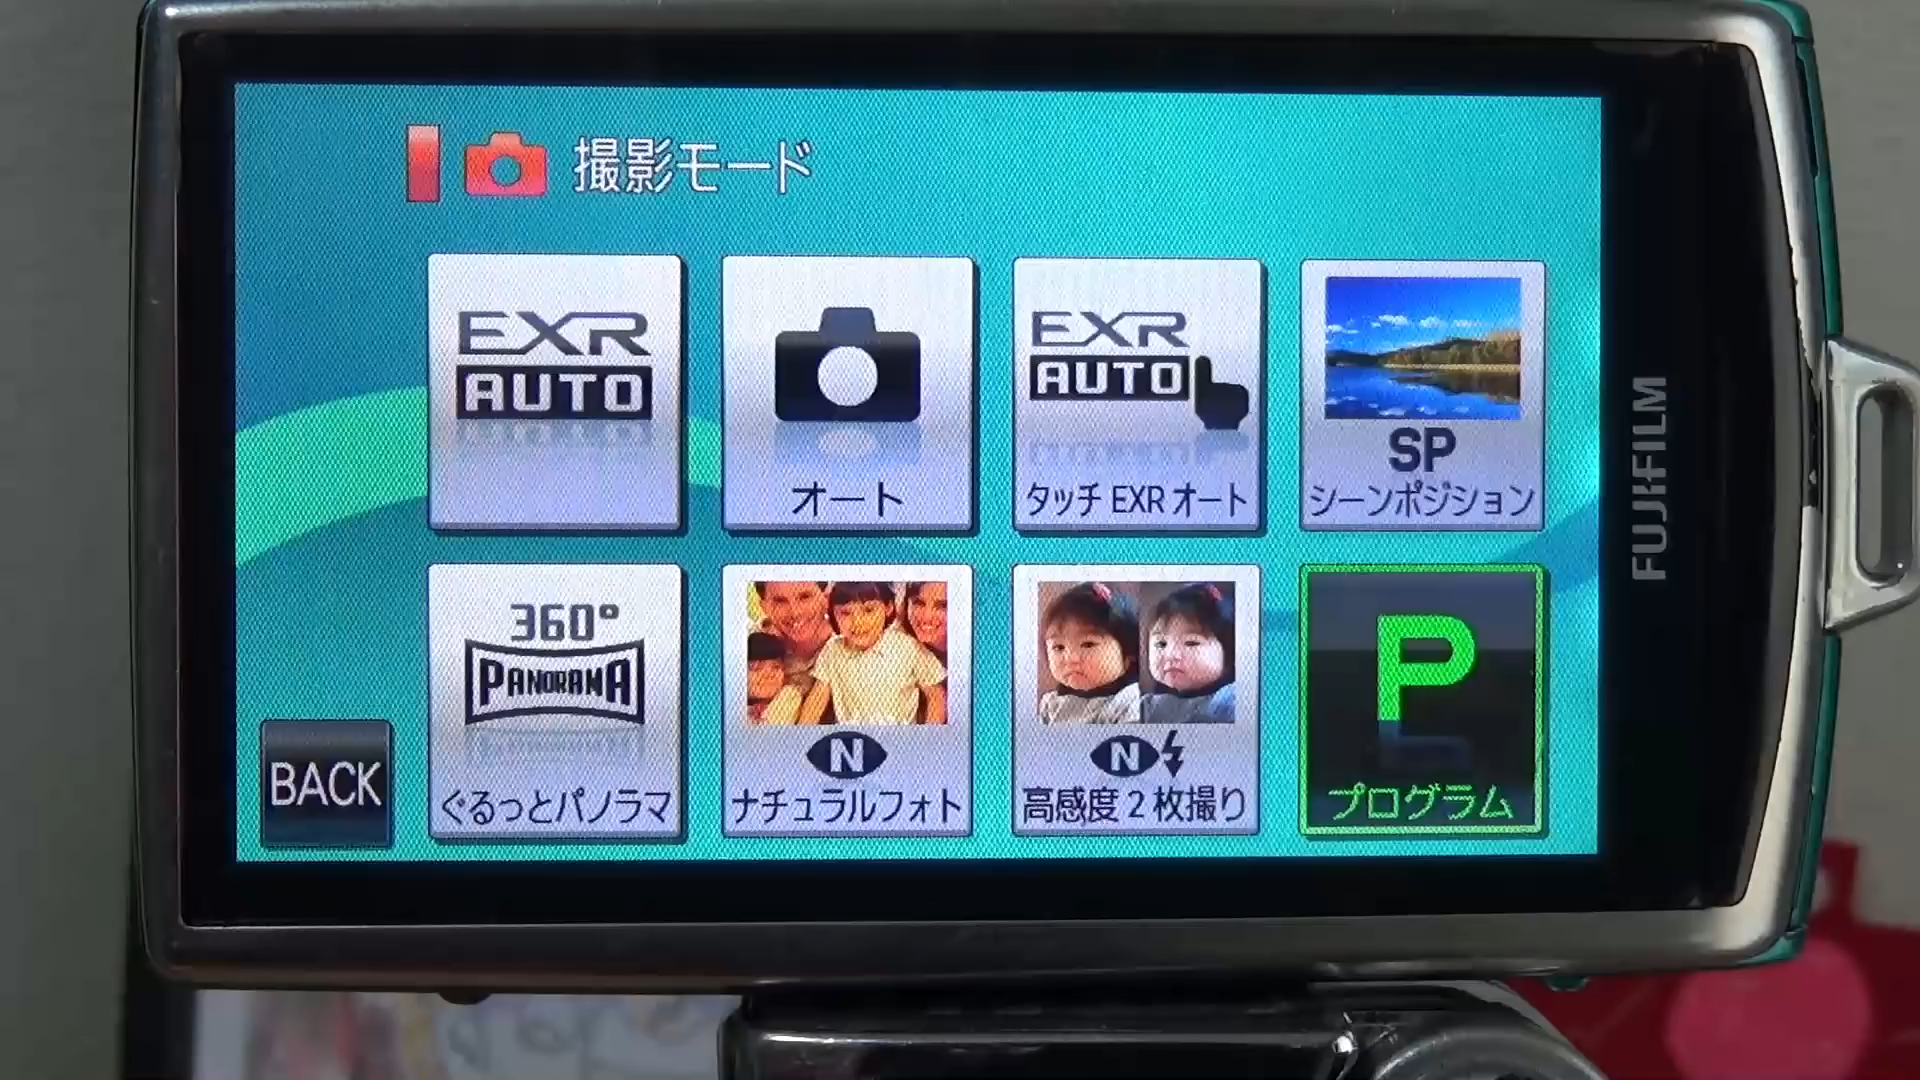 撮影モード
EXR
AUTO
オート
EXR
AUTO
タッチ EXR オート
SP
シーンポジション
360°
PANORAMA
ぐるっとパノラマ
N
ナチュラルフォト
N
高感度2枚撮り
P
プログラム
BACK
FUJIFILM